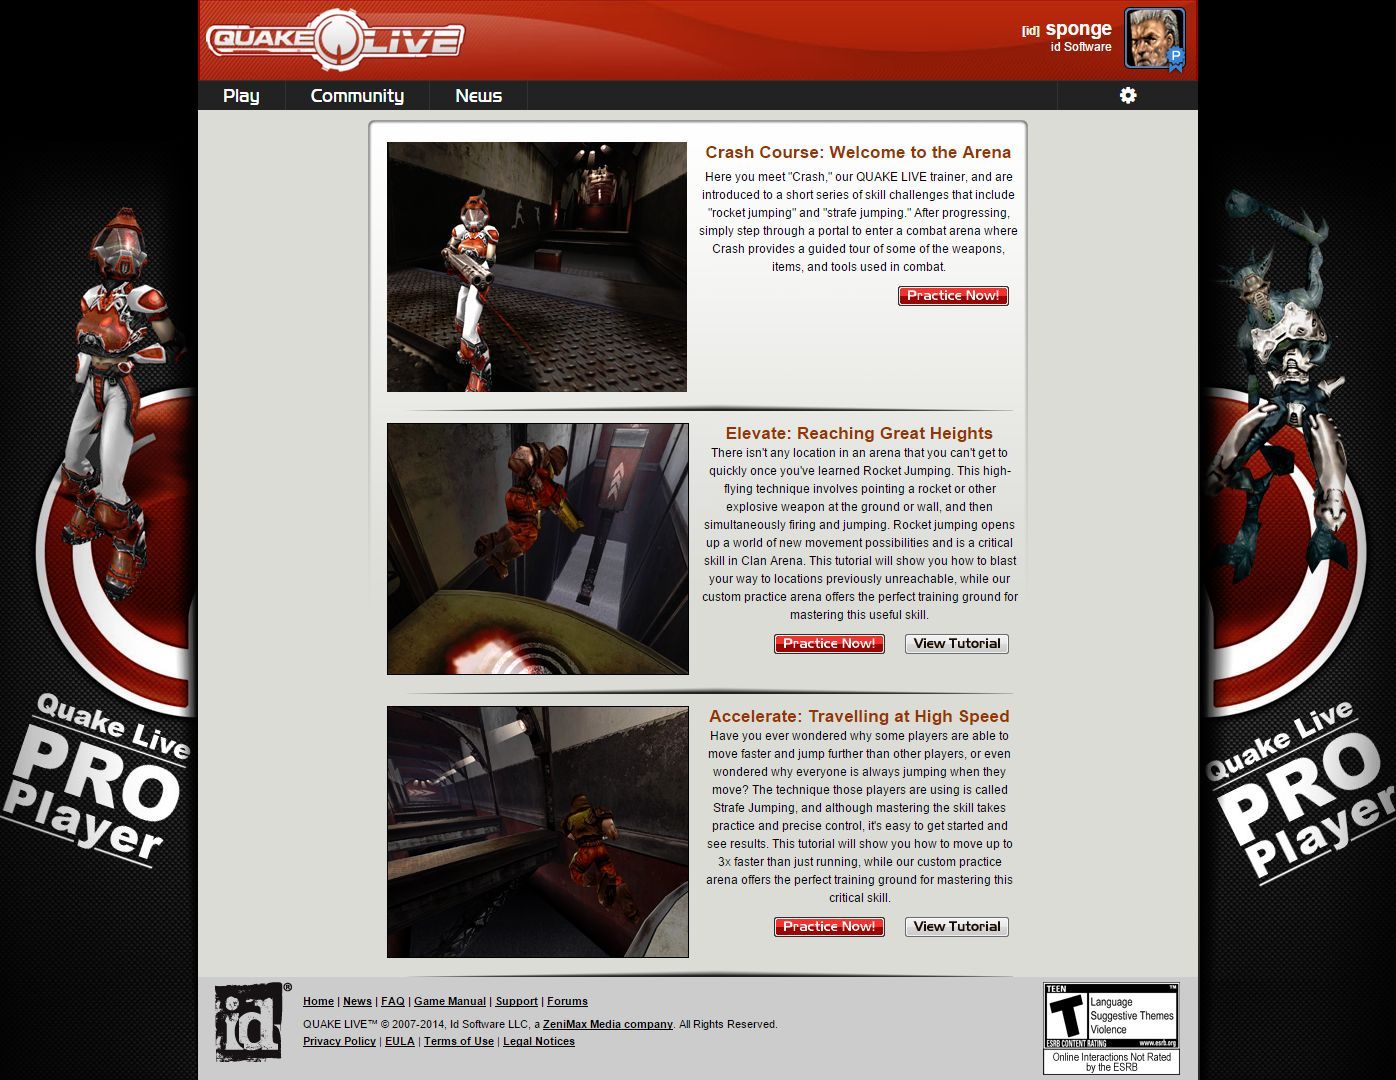 QUAKE LIVE
[id] sponge
id Software
P
Play
Community
News
Crash Course: Welcome to the Arena
Here you meet "Crash," our QUAKE LIVE trainer, and are
introduced to a short series of skill challenges that include
"rocket jumping" and "strafe jumping." After progressing,
simply step through a portal to enter a combat arena where
Crash provides a guided tour of some of the weapons,
items, and tools used in combat.
Practice Now!
Elevate: Reaching Great Heights
There isn't any location in an arena that you can't get to
quickly once you've learned Rocket Jumping. This high-
flying technique involves pointing a rocket or other
explosive weapon at the ground or wall, and then
simultaneously firing and jumping. Rocket jumping opens
up a world of new movement possibilities and is a critical
skill in Clan Arena. This tutorial will show you how to blast
your way to locations previously unreachable, while our
custom practice arena offers the perfect training ground for
mastering this useful skill.
Practice Now!
View Tutorial
Accelerate: Travelling at High Speed
Have you ever wondered why some players are able to
move faster and jump further than other players, or even
wondered why everyone is always jumping when they
move? The technique those players are using is called
Strafe Jumping, and although mastering the skill takes
practice and precise control, it's easy to get started and
see results. This tutorial will show you how to move up to
3x faster than just running, while our custom practice
arena offers the perfect training ground for mastering this
critical skill.
Practice Now!
View Tutorial
Quake Live
PRO
Player
Quake Live
PRO
Player
id®
Home | News | FAQ | Game Manual | Support | Forums
QUAKE LIVE™ © 2007-2014, Id Software LLC, a ZeniMax Media company. All Rights Reserved.
Privacy Policy | EULA | Terms of Use | Legal Notices
TEEN ™
T
Language
Suggestive Themes
Violence
ESRB CONTENT RATING www.esrb.org
Online Interactions Not Rated
by the ESRB